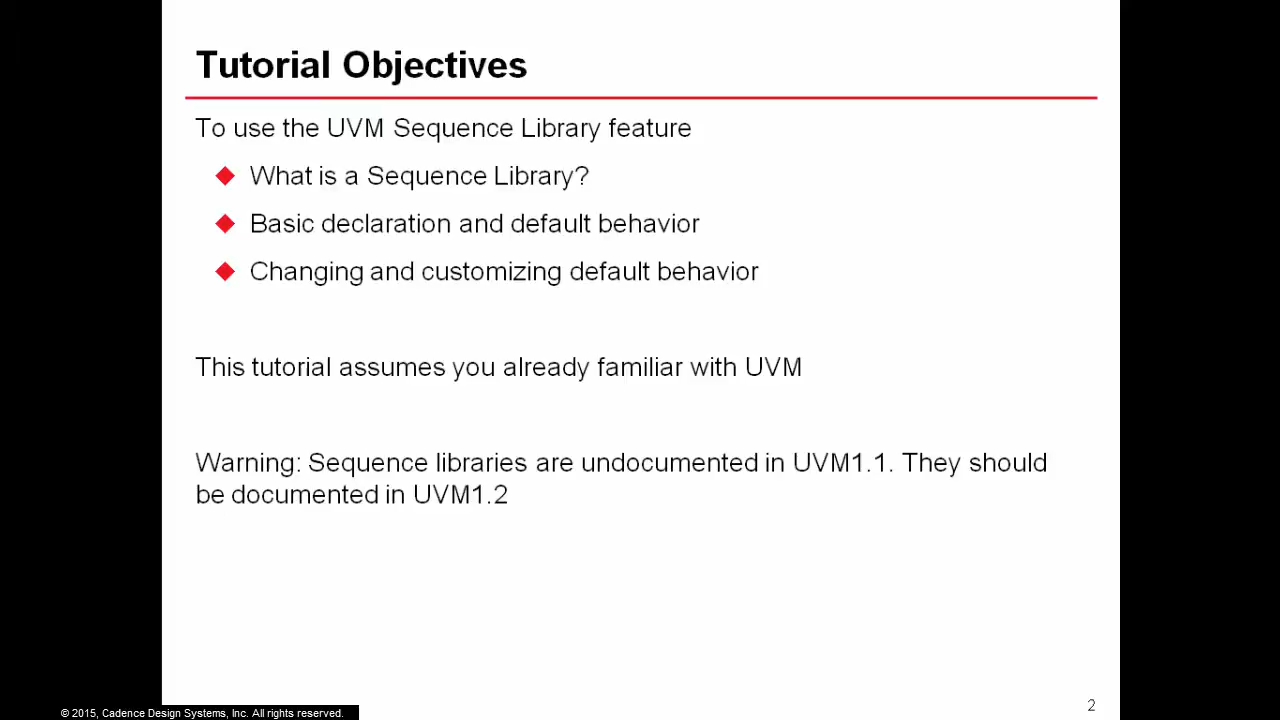 Tutorial Objectives
To use the UVM Sequence Library feature
What is a Sequence Library?
Basic declaration and default behavior
Changing and customizing default behavior
This tutorial assumes you already familiar with UVM
Warning: Sequence libraries are undocumented in UVM1.1. They should
be documented in UVM1.2
2
© 2015, Cadence Design Systems, Inc. All rights reserved.